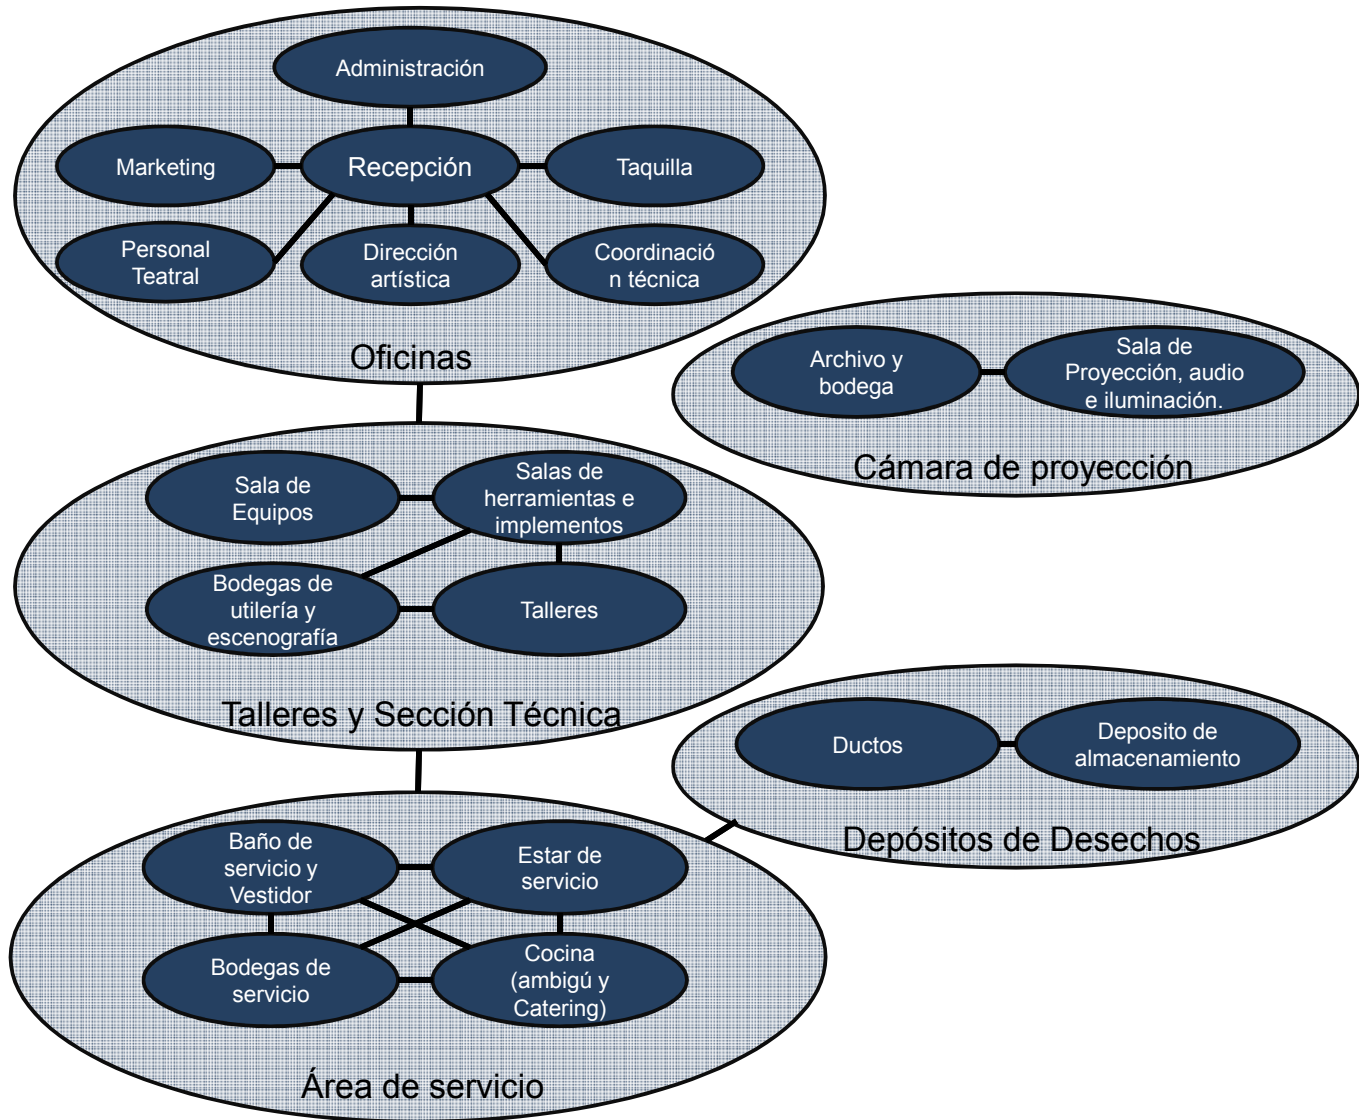 Administración
Marketing
Recepción
Taquilla
Personal
Teatral
Dirección
artística
Coordinació
n técnica
Oficinas
Archivo y
bodega
Sala de
Proyección, audio
e iluminación.
Cámara de proyección
Sala de
Equipos
Salas de
herramientas e
implementos
Bodegas de
utilería y
escenografía
Talleres
Talleres y Sección Técnica
Ductos
Deposito de
almacenamiento
Depósitos de Desechos
Baño de
servicio y
Vestidor
Estar de
servicio
Bodegas de
servicio
Cocina
(ambigú y
Catering)
Área de servicio